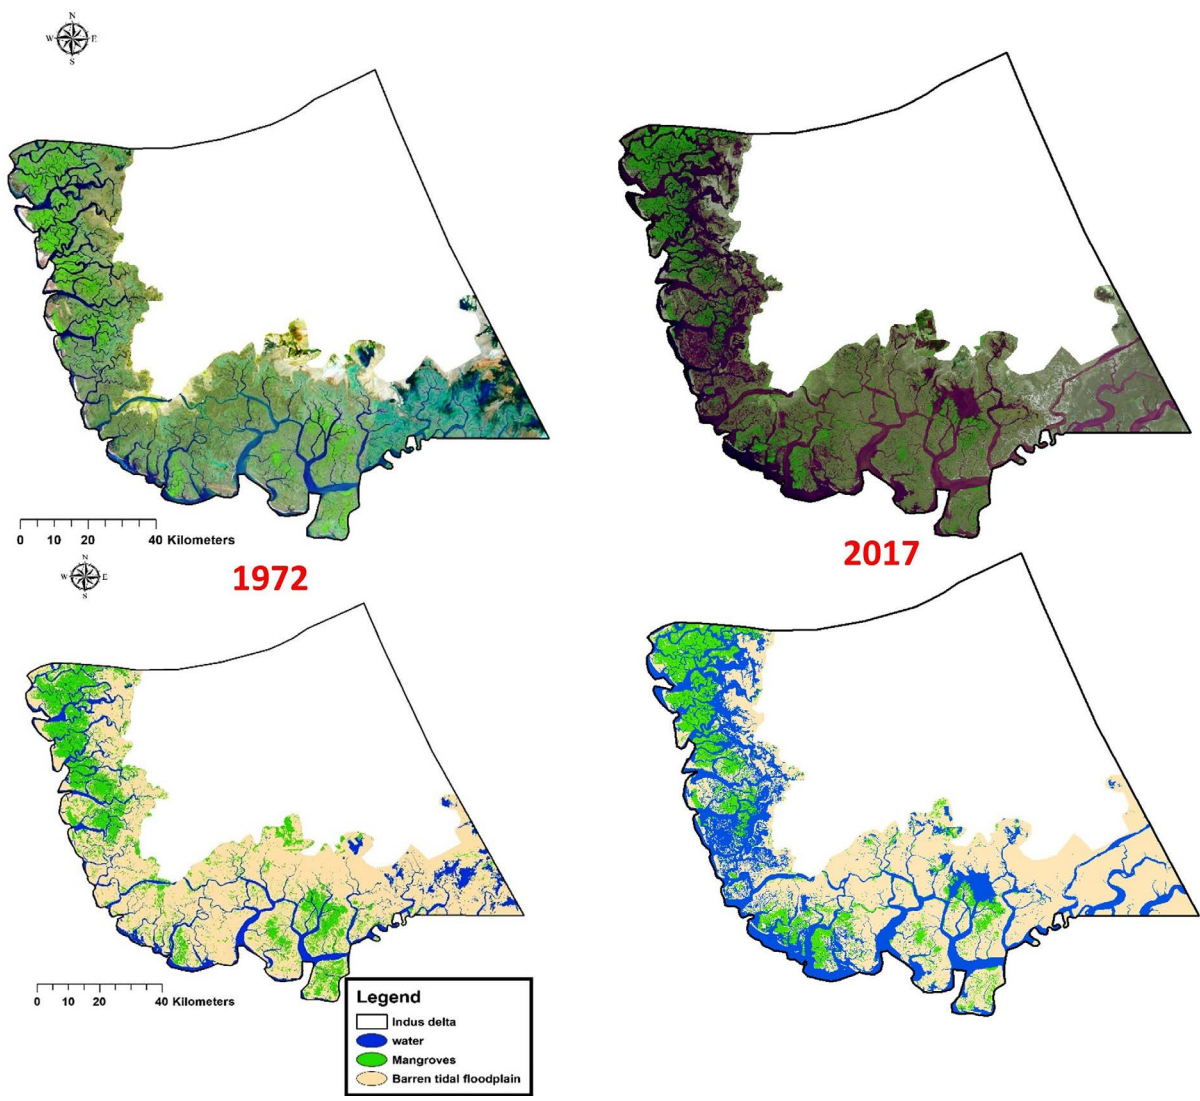 N
W E
S
0 10 20 40 Kilometers
1972
2017
N
W E
S
0 10 20 40 Kilometers
Legend
Indus delta
water
Mangroves
Barren tidal floodplain